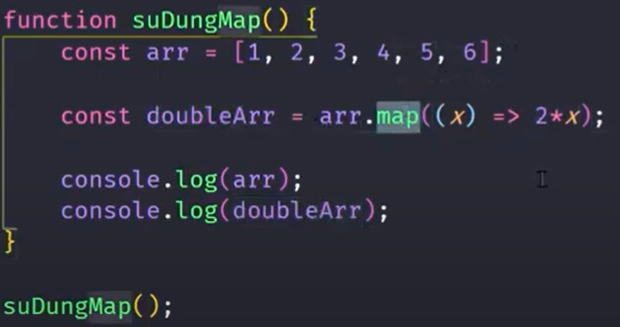 function suDungMap() {
const arr = [1, 2, 3, 4, 5, 6];
const doubleArr = arr.map((x) => 2*x);
console.log(arr);
console.log(doubleArr);
}
suDungMap();